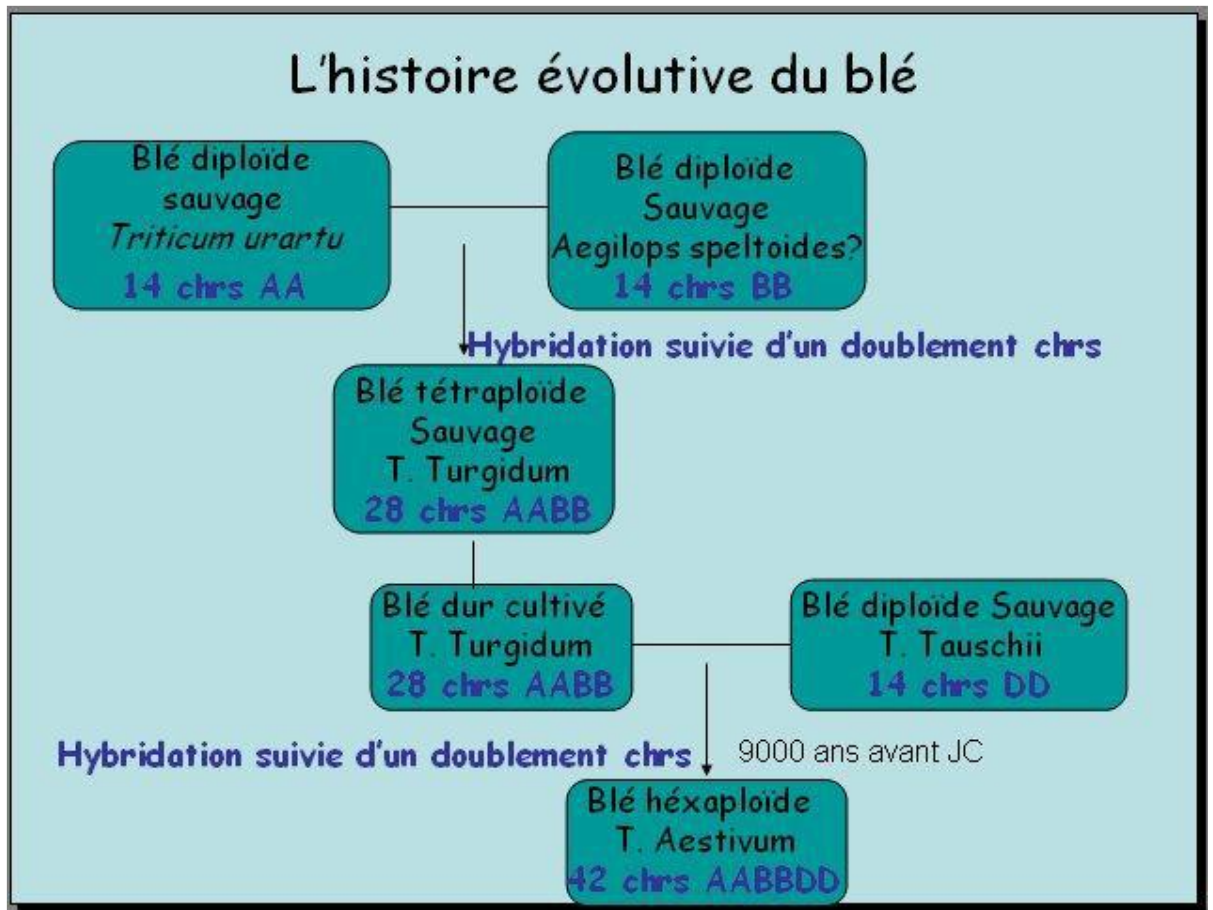 L'histoire évolutive du blé
Blé diploïde
sauvage
Triticum urartu
14 chrs AA
Blé diploïde
Sauvage
Aegilops speltoides?
14 chrs BB
Hybridation suivie d'un doublement chrs
Blé tétraploïde
Sauvage
T. Turgidum
28 chrs AABB
Blé dur cultivé
T. Turgidum
28 chrs AABB
Blé diploïde Sauvage
T. Tauschii
14 chrs DD
Hybridation suivie d'un doublement chrs
9000 ans avant JC
Blé héxaploïde
T. Aestivum
42 chrs AABBDD